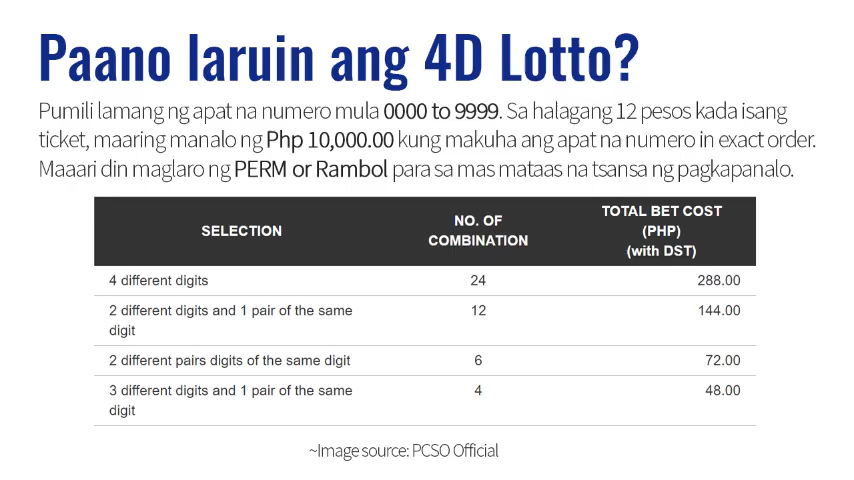 Paano laruin ang 4D Lotto?
Pumili lamang ng apat na numero mula 0000 to 9999. Sa halagang 12 pesos kada isang
ticket, maaring manalo ng Php 10,000.00 kung makuha ang apat na numero in exact order.
Maaari din maglaro ng PERM or Rambol para sa mas mataas na tsansa ng pagkapanalo.
SELECTION
NO. OF
COMBINATION
TOTAL BET COST
(PHP)
(with DST)
4 different digits 24 288.00
2 different digits and 1 pair of the same
digit
12 144.00
2 different pairs digits of the same digit 6 72.00
3 different digits and 1 pair of the same
digit
4 48.00
~Image source: PCSO Official